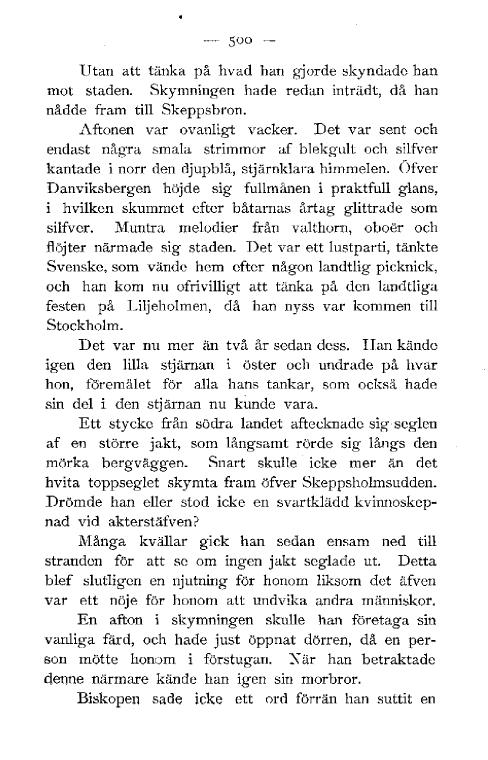 — 500 —
Utan att tänka på hvad han gjorde skyndade han
mot staden. Skymningen hade redan inträdt, då han
nådde fram till Skeppsbron.
Aftonen var ovanligt vacker. Det var sent och
endast några smala strimmor af blekgult och silfver
kantade i norr den djupblå, stjärnklara himmelen. Öfver
Danviksbergen höjde sig fullmånen i praktfull glans,
i hvilken skummet efter båtarnas årtag glittrade som
silfver. Muntra melodier från valthorn, oboër och
flöjter närmade sig staden. Det var ett lustparti, tänkte
Svenske, som vände hem efter någon landtlig picknick,
och han kom nu ofrivilligt att tänka på den landtliga
festen på Liljeholmen, då han nyss var kommen till
Stockholm.
Det var nu mer än två år sedan dess. Han kände
igen den lilla stjärnan i öster och undrade på hvar
hon, föremålet för alla hans tankar, som också hade
sin del i den stjärnan nu kunde vara.
Ett stycke från södra landet aftecknade sig seglen
af en större jakt, som långsamt rörde sig långs den
mörka bergväggen. Snart skulle icke mer än det
hvita toppseglet skymta fram öfver Skeppsholmsudden.
Drömde han eller stod icke en svartklädd kvinnoskep-
nad vid akterstäfven?
Många kvällar gick han sedan ensam ned till
stranden för att se om ingen jakt seglade ut. Detta
blef slutligen en njutning för honom liksom det äfven
var ett nöje för honom att undvika andra människor.
En afton i skymningen skulle han företaga sin
vanliga färd, och hade just öppnat dörren, då en per-
son mötte honom i förstugan. När han betraktade
denne närmare kände han igen sin morbror.
Biskopen sade icke ett ord förrän han suttit en